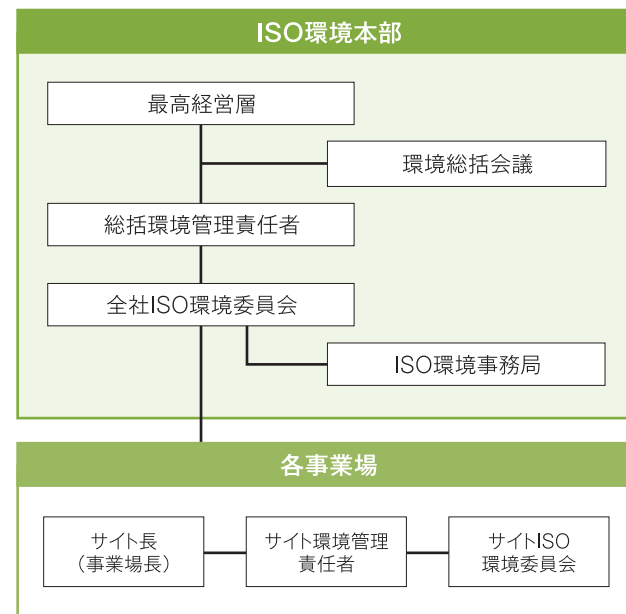 ISO環境本部
最高経営層
環境総括会議
総括環境管理責任者
全社ISO環境委員会
ISO環境事務局
各事業場
サイト長
（事業場長）
サイト環境管理
責任者
サイトISO
環境委員会